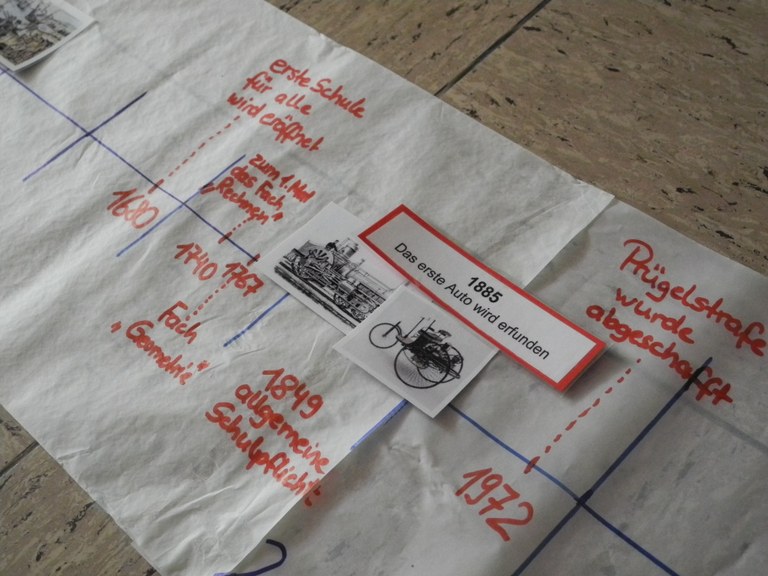 erste Schule
für alle
wird eröffnet
1680
zum 1. Mal
das Fach
"Rechnen"
1740
1767
Fach
"Geometrie"
1849
allgemeine
Schulpflicht
1885
Das erste Auto wird erfunden
Prügelstrafe
wurde
abgeschafft
1972